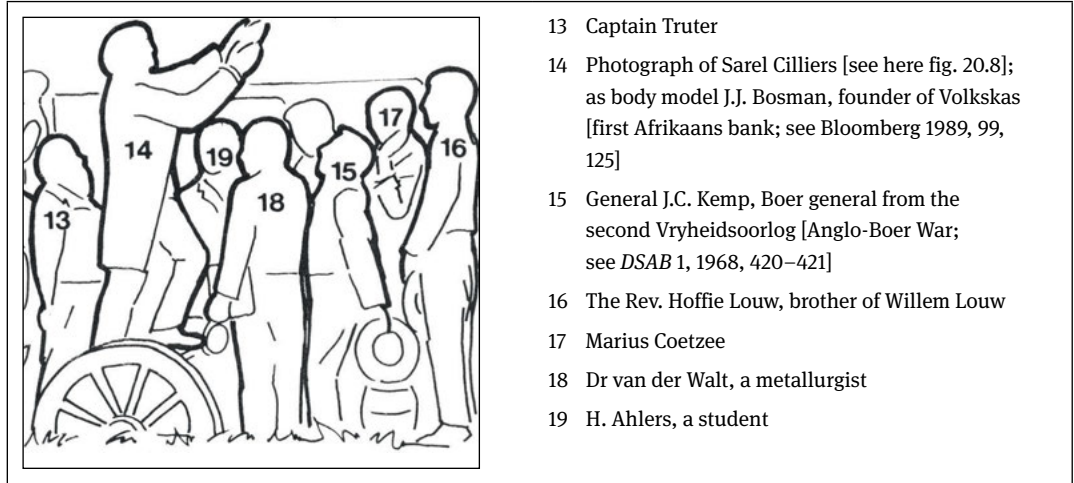 14
17
19
16
15
18
13
13 Captain Truter
14 Photograph of Sarel Cilliers [see here fig. 20.8];
as body model J.J. Bosman, founder of Volkskas
[first Afrikaans bank; see Bloomberg 1989, 99,
125]
15 General J.C. Kemp, Boer general from the
second Vryheidsoorlog [Anglo-Boer War;
see DSAB 1, 1968, 420–421]
16 The Rev. Hoffie Louw, brother of Willem Louw
17 Marius Coetzee
18 Dr van der Walt, a metallurgist
19 H. Ahlers, a student